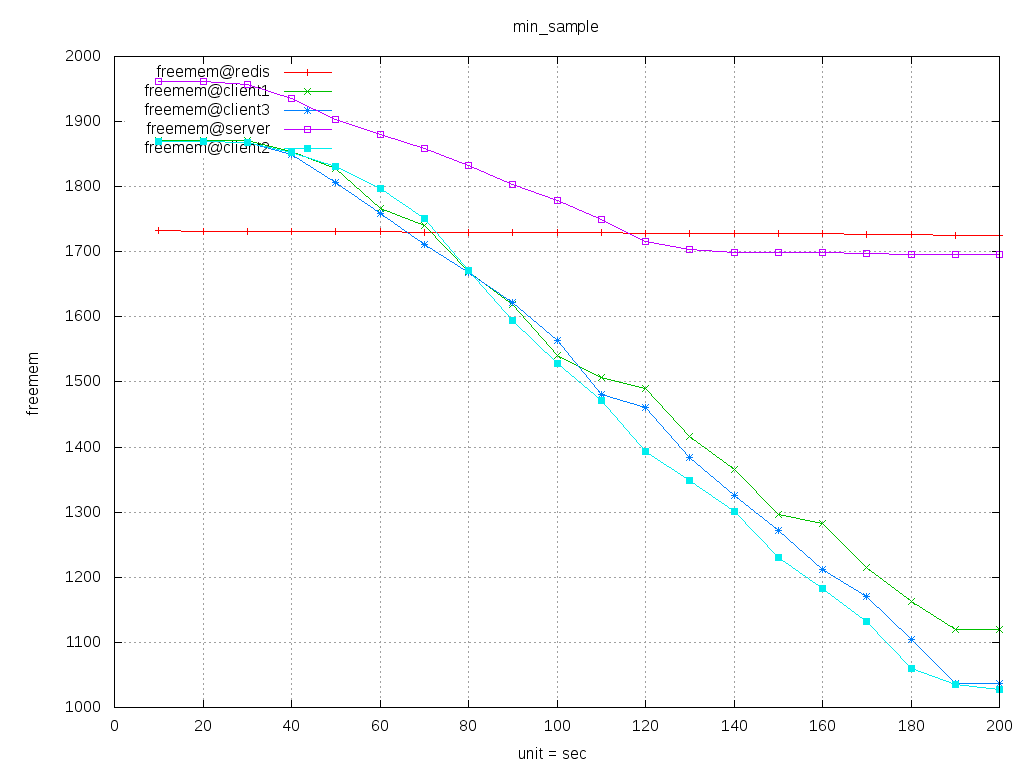 min_sample
2000
1900
1800
1700
1600
1500
1400
1300
1200
1100
1000
freemem
freemem@redis
freemem@client1
freemem@client3
freemem@server
freemem@client2
0 20 40 60 80 100 120 140 160 180 200
unit = sec